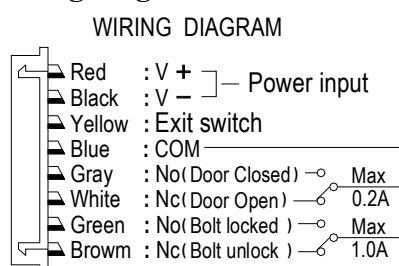 WIRING DIAGRAM
Red : V + Power input
Black : V −
Yellow : Exit switch
Blue : COM
Gray : No(Door Closed) Max
White : Nc(Door Open) 0.2A
Green : No(Bolt locked) Max
Browm : Nc(Bolt unlock ) 1.0A